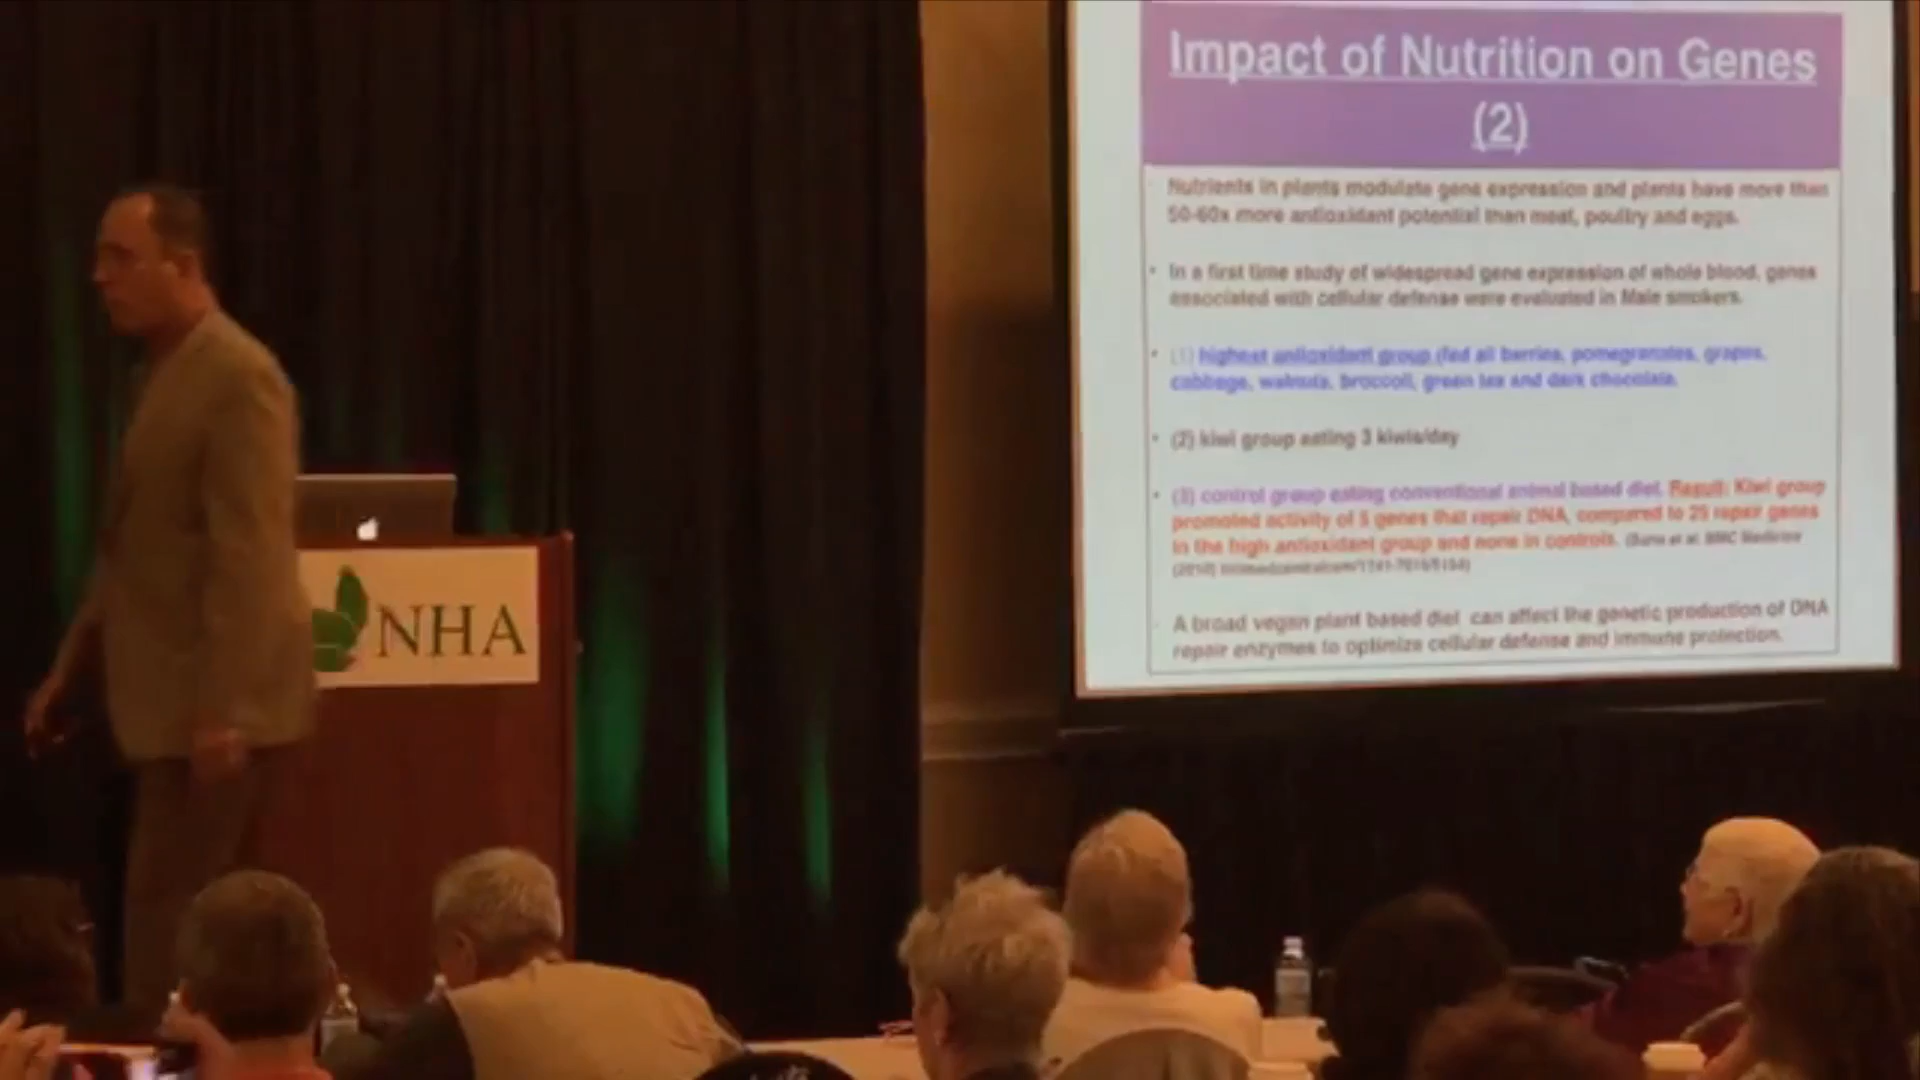 Impact of Nutrition on Genes
(2)
Nutrients in plants modulate gene expression and plants have more than
50-60x more antioxidant potential than meat, poultry and eggs.
In a first time study of widespread gene expression of whole blood, genes
associated with cellular defense were evaluated in Male smokers.
(1) highest antioxidant group (fed all berries, pomegranates, grapes,
cabbage, walnuts, broccoli, green tea and dark chocolate.
(2) kiwi group eating 3 kiwis/day
(3) control group eating conventional animal based diet. Result: Kiwi group
promoted activity of 5 genes that repair DNA, compared to 25 repair genes
in the high antioxidant group and none in controls. et al. BMC Medicine
(2010)
A broad vegan plant based diet can affect the genetic production of DNA
repair enzymes to optimize cellular defense and immune protection.
NHA